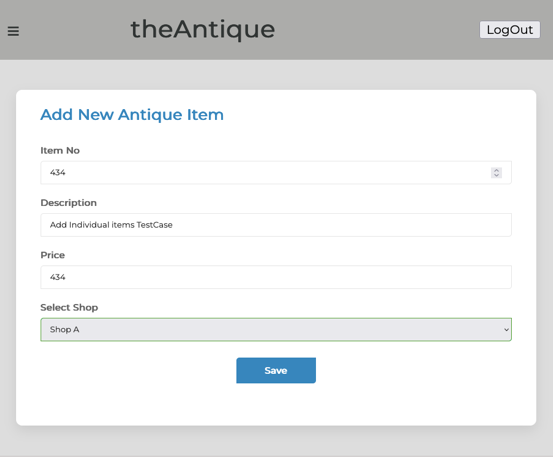 theAntique
LogOut
Add New Antique Item
Item No
434
Description
Add Individual items TestCase
Price
434
Select Shop
Shop A
Save